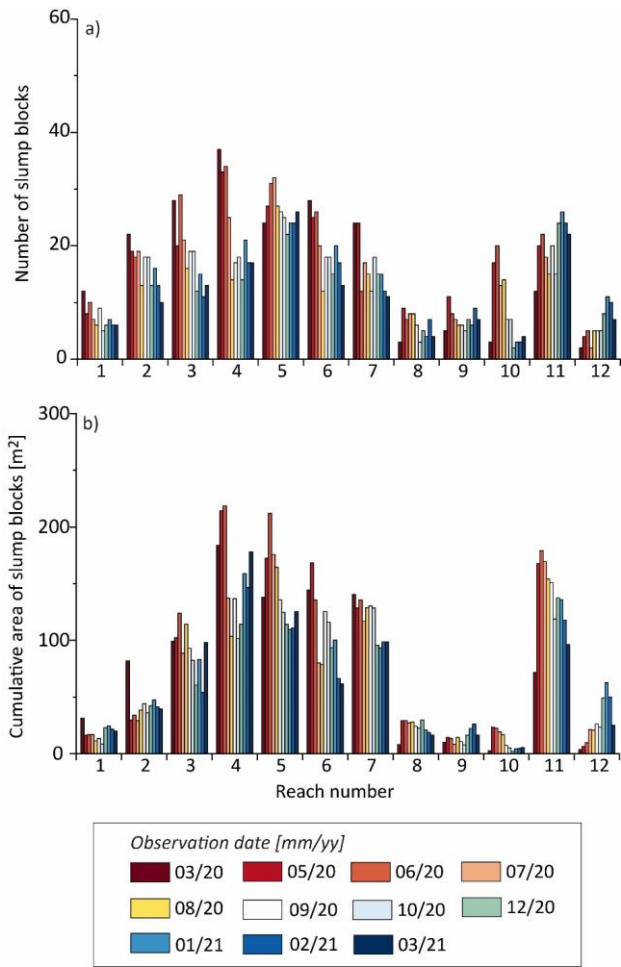 a)
60
40
20
0
Number of slump blocks
1 2 3 4 5 6 7 8 9 10 11 12
b)
300
200
100
0
Cumulative area of slump blocks [m²]
1 2 3 4 5 6 7 8 9 10 11 12
Reach number
Observation date [mm/yy]
03/20 05/20 06/20 07/20
08/20 09/20 10/20 12/20
01/21 02/21 03/21